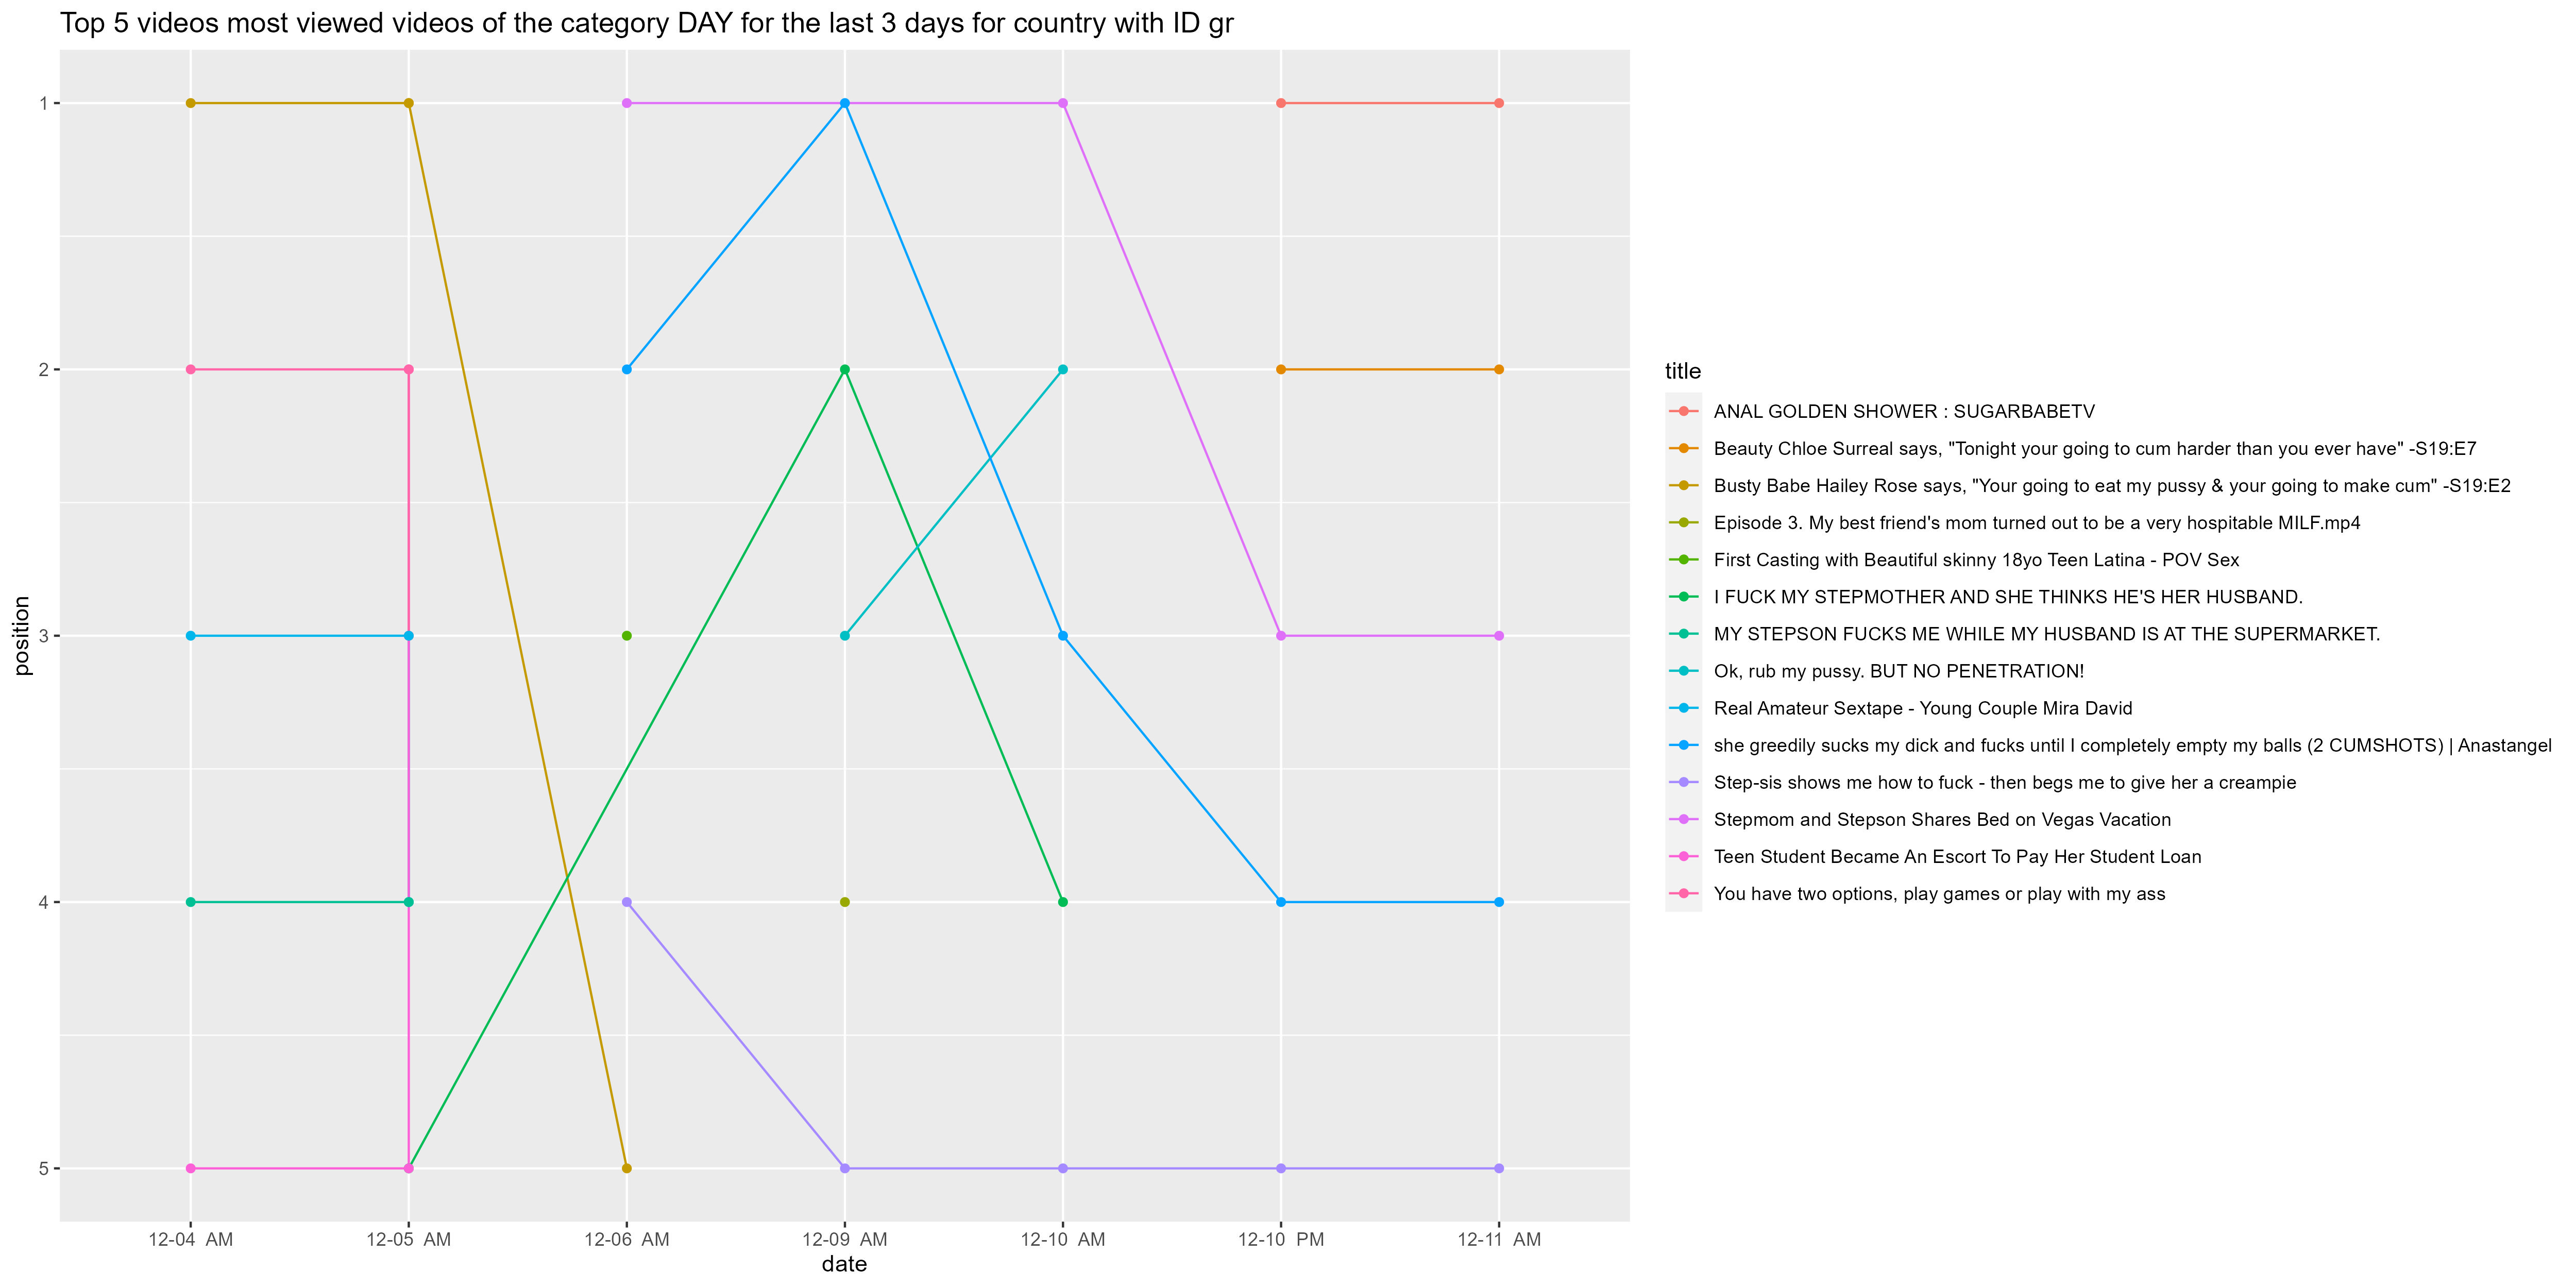 Top 5 videos most viewed videos of the category DAY for the last 3 days for country with ID gr
position
1
2
3
4
5
12-04 AM
12-05 AM
12-06 AM
12-09 AM
12-10 AM
12-10 PM
12-11 AM
date
title
ANAL GOLDEN SHOWER : SUGARBABETV
Beauty Chloe Surreal says, "Tonight your going to cum harder than you ever have" -S19:E7
Busty Babe Hailey Rose says, "Your going to eat my pussy & your going to make cum" -S19:E2
Episode 3. My best friend's mom turned out to be a very hospitable MILF.mp4
First Casting with Beautiful skinny 18yo Teen Latina - POV Sex
I FUCK MY STEPMOTHER AND SHE THINKS HE'S HER HUSBAND.
MY STEPSON FUCKS ME WHILE MY HUSBAND IS AT THE SUPERMARKET.
Ok, rub my pussy. BUT NO PENETRATION!
Real Amateur Sextape - Young Couple Mira David
she greedily sucks my dick and fucks until I completely empty my balls (2 CUMSHOTS) | Anastangel
Step-sis shows me how to fuck - then begs me to give her a creampie
Stepmom and Stepson Shares Bed on Vegas Vacation
Teen Student Became An Escort To Pay Her Student Loan
You have two options, play games or play with my ass